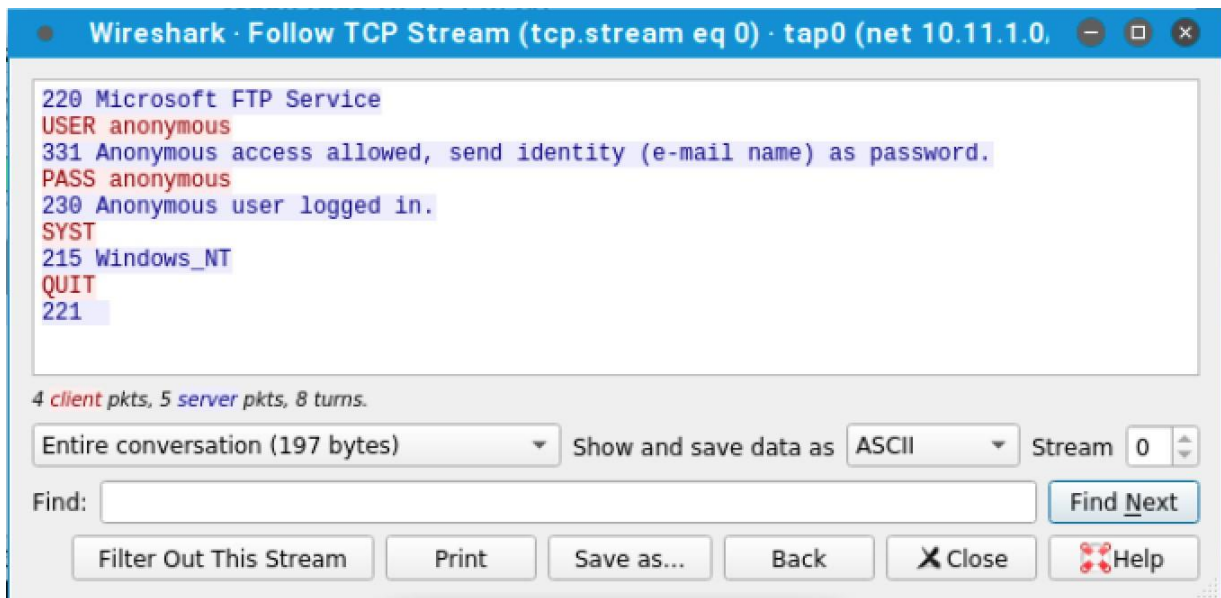 Wireshark · Follow TCP Stream (tcp.stream eq 0) · tap0 (net 10.11.1.0,
220 Microsoft FTP Service
USER anonymous
331 Anonymous access allowed, send identity (e-mail name) as password.
PASS anonymous
230 Anonymous user logged in.
SYST
215 Windows_NT
QUIT
221
4 client pkts, 5 server pkts, 8 turns.
Entire conversation (197 bytes) Show and save data as ASCII Stream 0
Find: Find Next
Filter Out This Stream Print Save as... Back Close Help